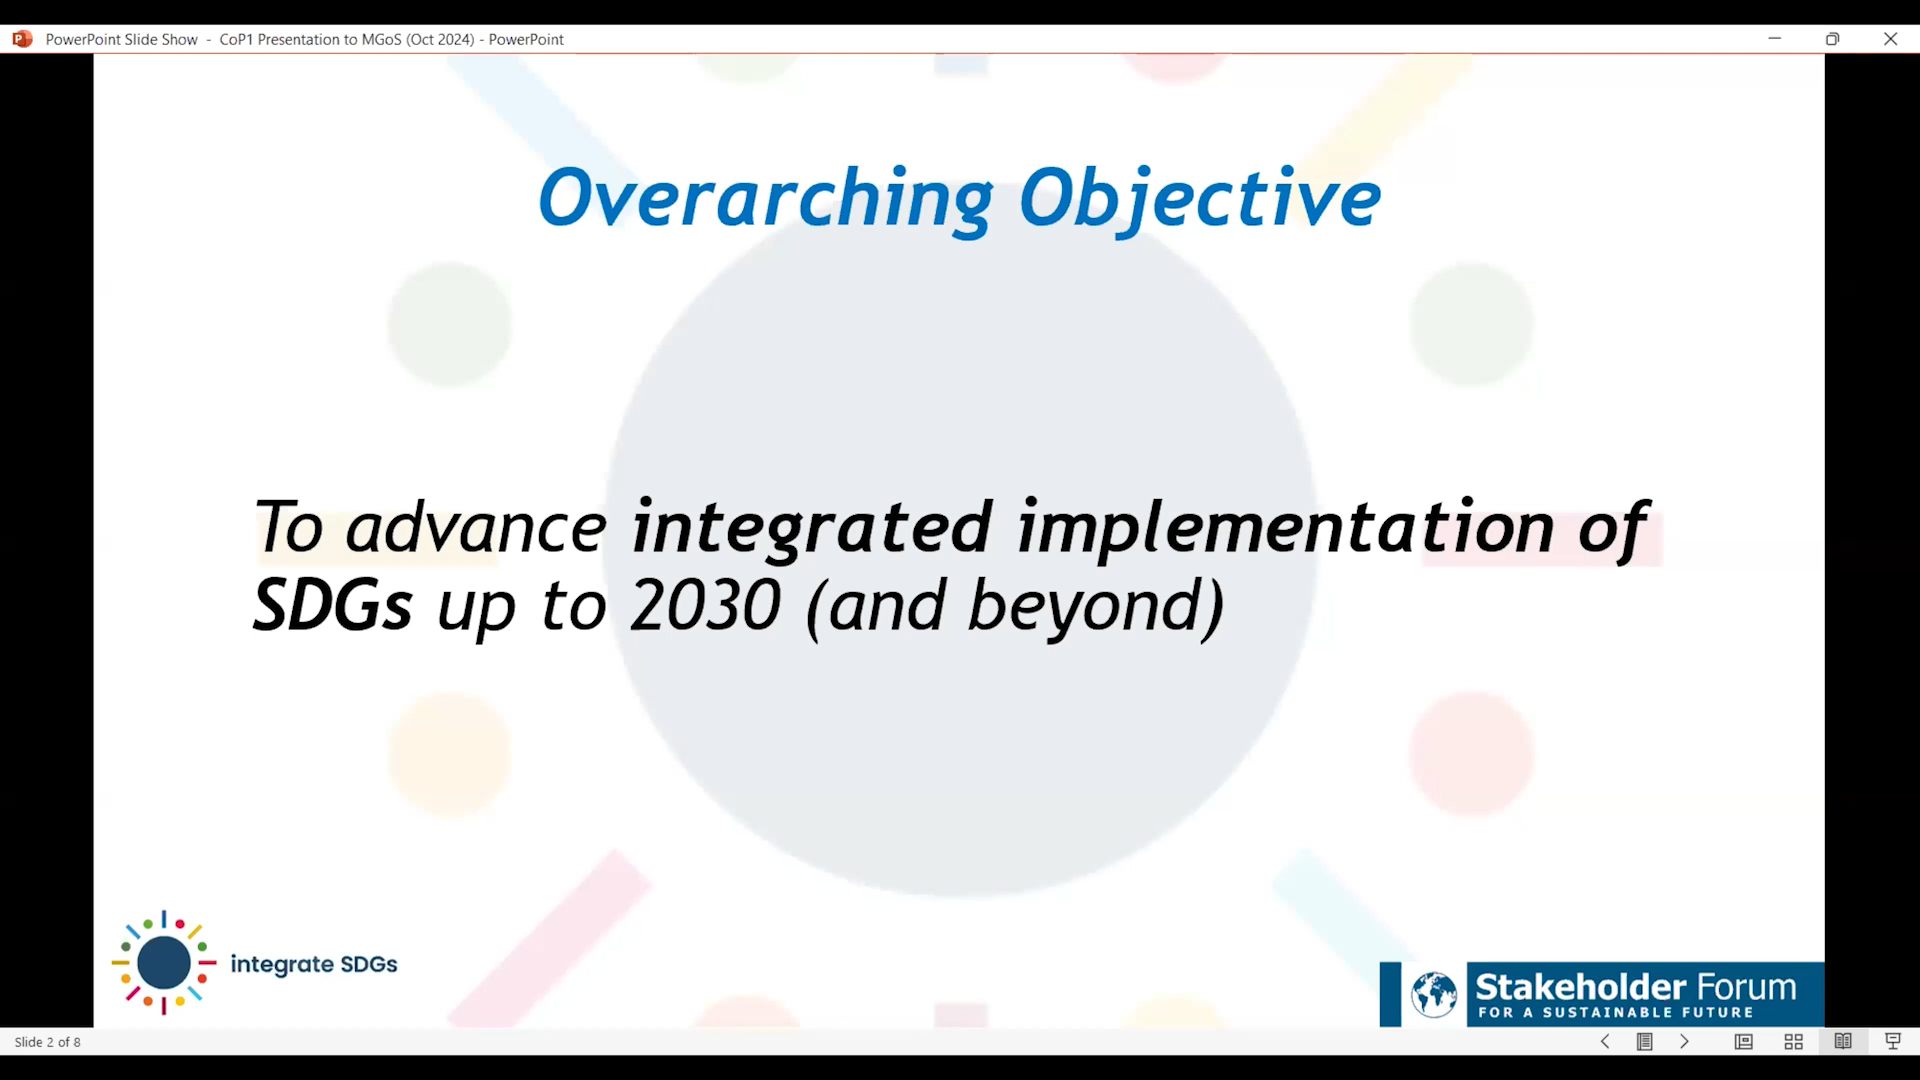 PowerPoint Slide Show - CoP1 Presentation to MGoS (Oct 2024) - PowerPoint
Overarching Objective
To advance integrated implementation of
SDGs up to 2030 (and beyond)
integrate SDGs
Stakeholder Forum
FOR A SUSTAINABLE FUTURE
Slide 2 of 8